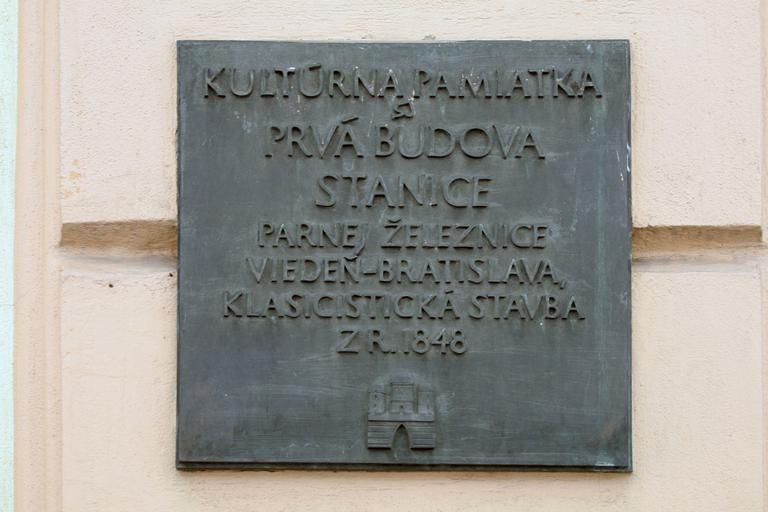 KULTÚRNA PAMIATKA
PRVÁ BUDOVA
STANICE
PARNEJ ŽELEZNICE
VIEDEŇ-BRATISLAVA,
KLASICISTICKÁ STAVBA
Z R. 1848